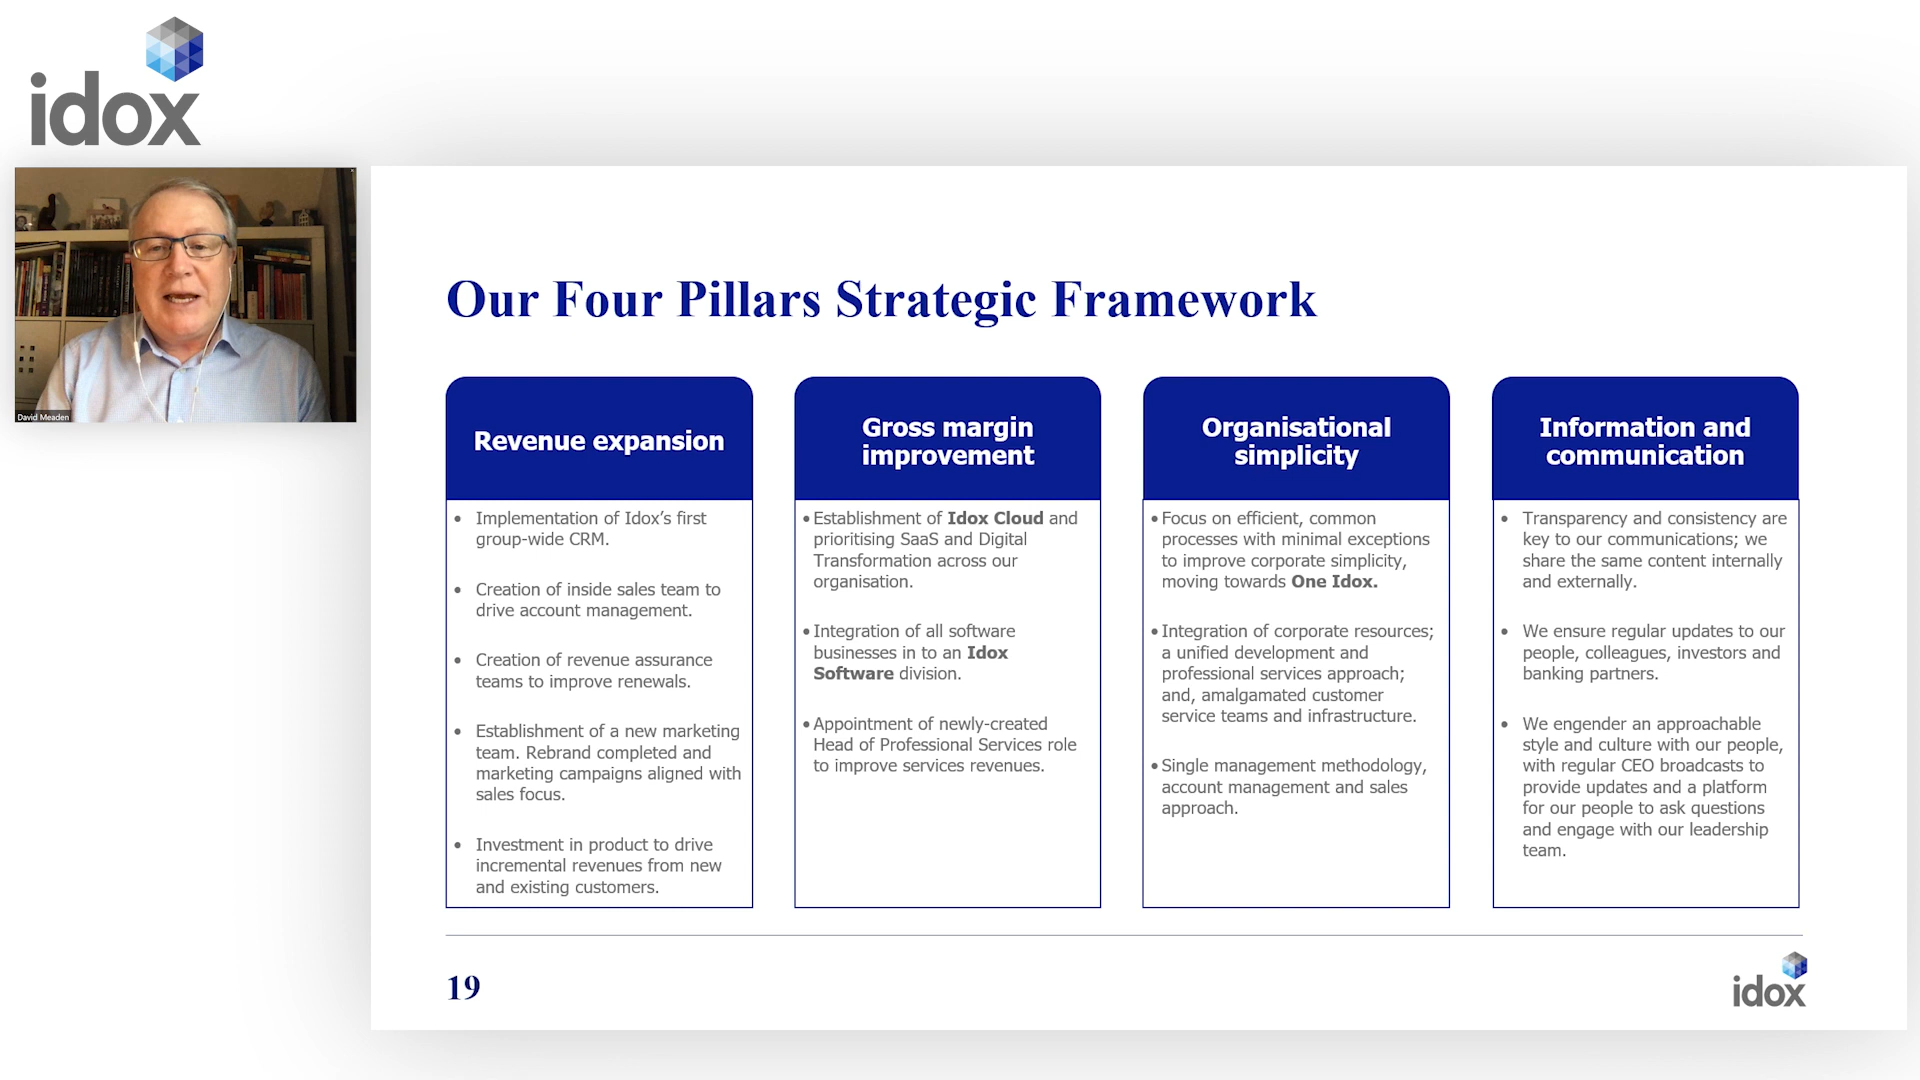 idox
David Meaden
Our Four Pillars Strategic Framework
Revenue expansion
• Implementation of Idox’s first
group-wide CRM.
• Creation of inside sales team to
drive account management.
• Creation of revenue assurance
teams to improve renewals.
• Establishment of a new marketing
team. Rebrand completed and
marketing campaigns aligned with
sales focus.
• Investment in product to drive
incremental revenues from new
and existing customers.
Gross margin
improvement
• Establishment of Idox Cloud and
prioritising SaaS and Digital
Transformation across our
organisation.
• Integration of all software
businesses in to an Idox
Software division.
• Appointment of newly-created
Head of Professional Services role
to improve services revenues.
Organisational
simplicity
• Focus on efficient, common
processes with minimal exceptions
to improve corporate simplicity,
moving towards One Idox.
• Integration of corporate resources;
a unified development and
professional services approach;
and, amalgamated customer
service teams and infrastructure.
• Single management methodology,
account management and sales
approach.
Information and
communication
• Transparency and consistency are
key to our communications; we
share the same content internally
and externally.
• We ensure regular updates to our
people, colleagues, investors and
banking partners.
• We engender an approachable
style and culture with our people,
with regular CEO broadcasts to
provide updates and a platform
for our people to ask questions
and engage with our leadership
team.
19
idox